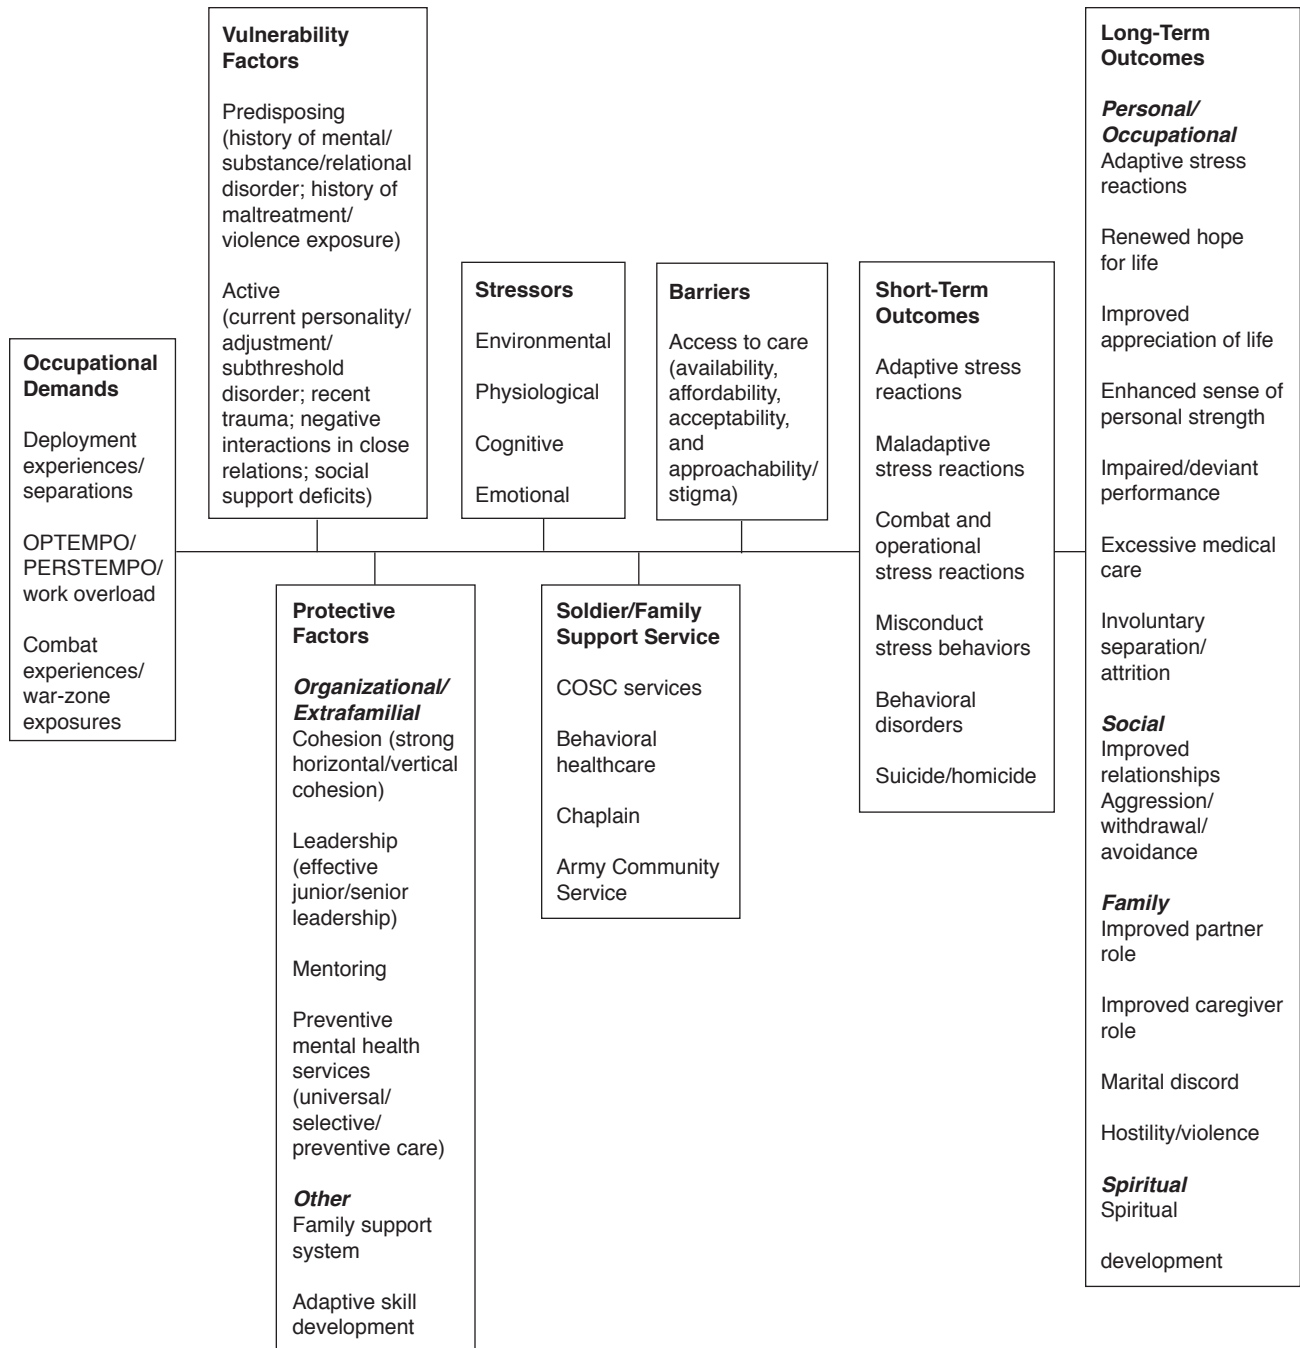 Occupational
Demands
Deployment
experiences/
separations
OPTEMPO/
PERSTEMPO/
work overload
Combat
experiences/
war-zone
exposures
Vulnerability
Factors
Predisposing
(history of mental/
substance/relational
disorder; history of
maltreatment/
violence exposure)
Active
(current personality/
adjustment/
subthreshold
disorder; recent
trauma; negative
interactions in close
relations; social
support deficits)
Protective
Factors
Organizational/
Extrafamilial
Cohesion (strong
horizontal/vertical
cohesion)
Leadership
(effective
junior/senior
leadership)
Mentoring
Preventive
mental health
services
(universal/
selective/
preventive care)
Other
Family support
system
Adaptive skill
development
Stressors
Environmental
Physiological
Cognitive
Emotional
Soldier/Family
Support Service
COSC services
Behavioral
healthcare
Chaplain
Army Community
Service
Barriers
Access to care
(availability,
affordability,
acceptability,
and
approachability/
stigma)
Short-Term
Outcomes
Adaptive stress
reactions
Maladaptive
stress reactions
Combat and
operational
stress reactions
Misconduct
stress behaviors
Behavioral
disorders
Suicide/homicide
Long-Term
Outcomes
Personal/
Occupational
Adaptive stress
reactions
Renewed hope
for life
Improved
appreciation of life
Enhanced sense of
personal strength
Impaired/deviant
performance
Excessive medical
care
Involuntary
separation/
attrition
Social
Improved
relationships
Aggression/
withdrawal/
avoidance
Family
Improved partner
role
Improved caregiver
role
Marital discord
Hostility/violence
Spiritual
Spiritual
development